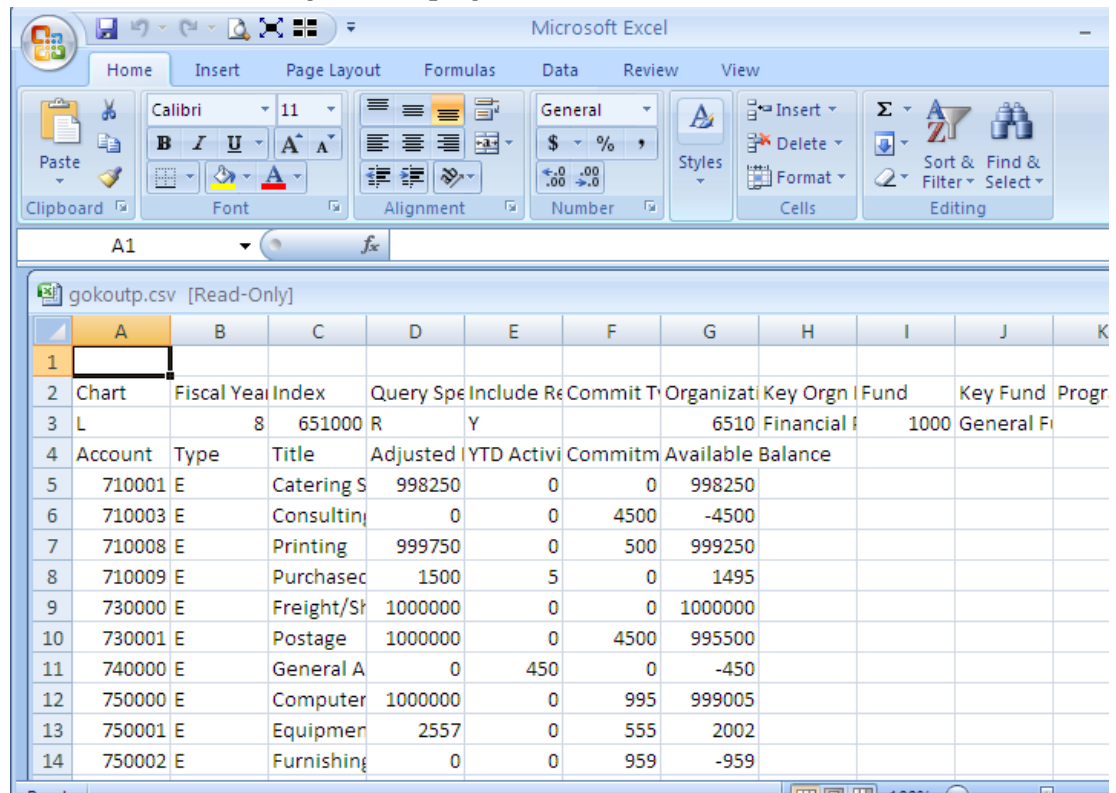 Microsoft Excel
Home Insert Page Layout Formulas Data Review View
Paste
Calibri 11
B I U A A
A
General
$ % ,
.0 .00 .00 .0
Styles
Insert
Delete
Format
Σ
Sort & Filter
Find & Select
Clipboard Font Alignment Number Cells Editing
A1 fx
gokoutp.csv [Read-Only]
A B C D E F G H I J K
1
2 Chart Fiscal Year Index Query Spe Include Re Commit Ty Organizati Key Orgn Fund Key Fund Progr
3 L 8 651000 R Y 6510 Financial 1000 General Fu
4 Account Type Title Adjusted YTD Activi Commitm Available Balance
5 710001 E Catering S 998250 0 0 998250
6 710003 E Consulting 0 0 4500 -4500
7 710008 E Printing 999750 0 500 999250
8 710009 E Purchased 1500 5 0 1495
9 730000 E Freight/Sh 1000000 0 0 1000000
10 730001 E Postage 1000000 0 4500 995500
11 740000 E General A 0 450 0 -450
12 750000 E Computer 1000000 0 995 999005
13 750001 E Equipmen 2557 0 555 2002
14 750002 E Furnishing 0 0 959 -959